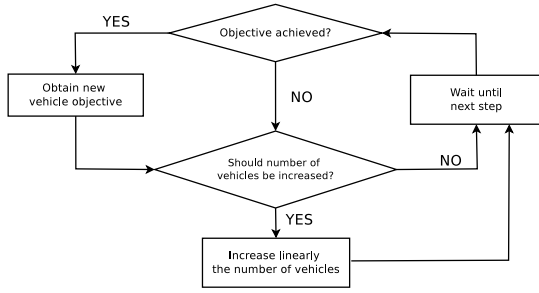 YES
Objective achieved?
Obtain new
vehicle objective
Wait until
next step
NO
Should number of
vehicles be increased?
NO
YES
Increase linearly
the number of vehicles